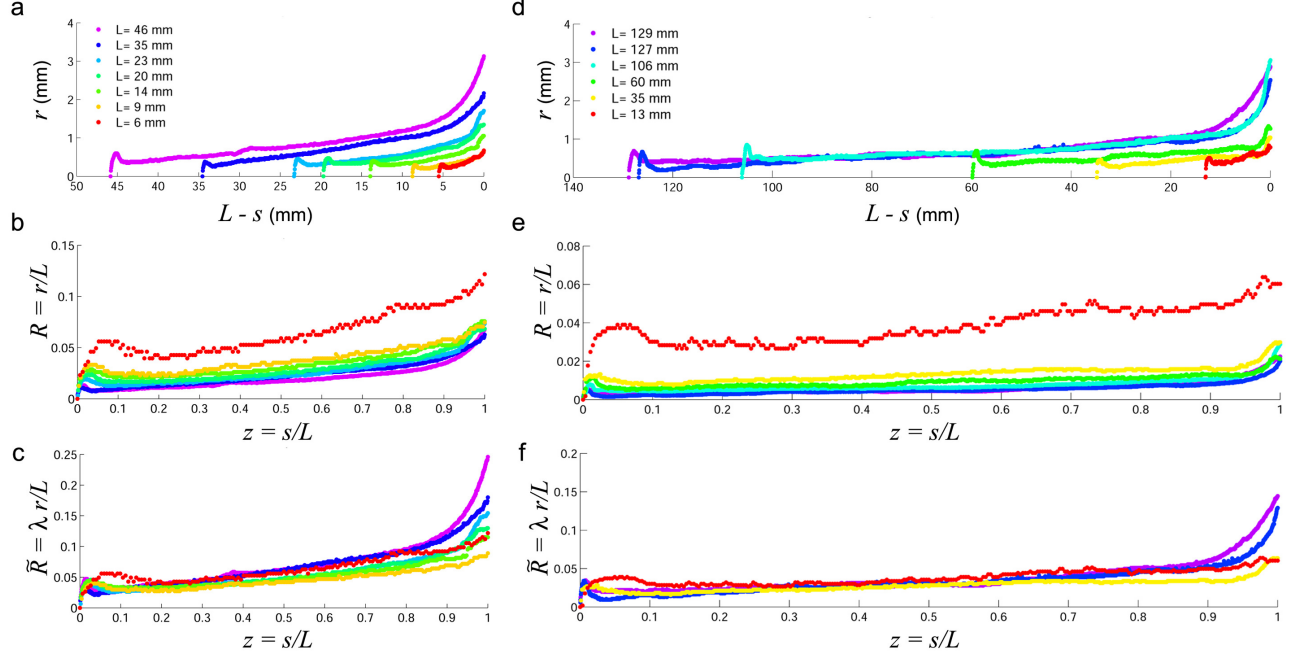 a
r (mm)
4
3
2
1
0
L= 46 mm
L= 35 mm
L= 23 mm
L= 20 mm
L= 14 mm
L= 9 mm
L= 6 mm
50 45 40 35 30 25 20 15 10 5 0
L - s (mm)
d
r (mm)
4
3
2
1
0
L= 129 mm
L= 127 mm
L= 106 mm
L= 60 mm
L= 35 mm
L= 13 mm
140 120 100 80 60 40 20 0
L - s (mm)
b
R = r/L
0.15
0.1
0.05
0
0 0.1 0.2 0.3 0.4 0.5 0.6 0.7 0.8 0.9 1
z = s/L
e
R = r/L
0.08
0.06
0.04
0.02
0
0 0.1 0.2 0.3 0.4 0.5 0.6 0.7 0.8 0.9 1
z = s/L
c
R̃ = λ r/L
0.25
0.2
0.15
0.1
0.05
0
0 0.1 0.2 0.3 0.4 0.5 0.6 0.7 0.8 0.9 1
z = s/L
f
R̃ = λ r/L
0.2
0.15
0.1
0.05
0
0 0.1 0.2 0.3 0.4 0.5 0.6 0.7 0.8 0.9 1
z = s/L